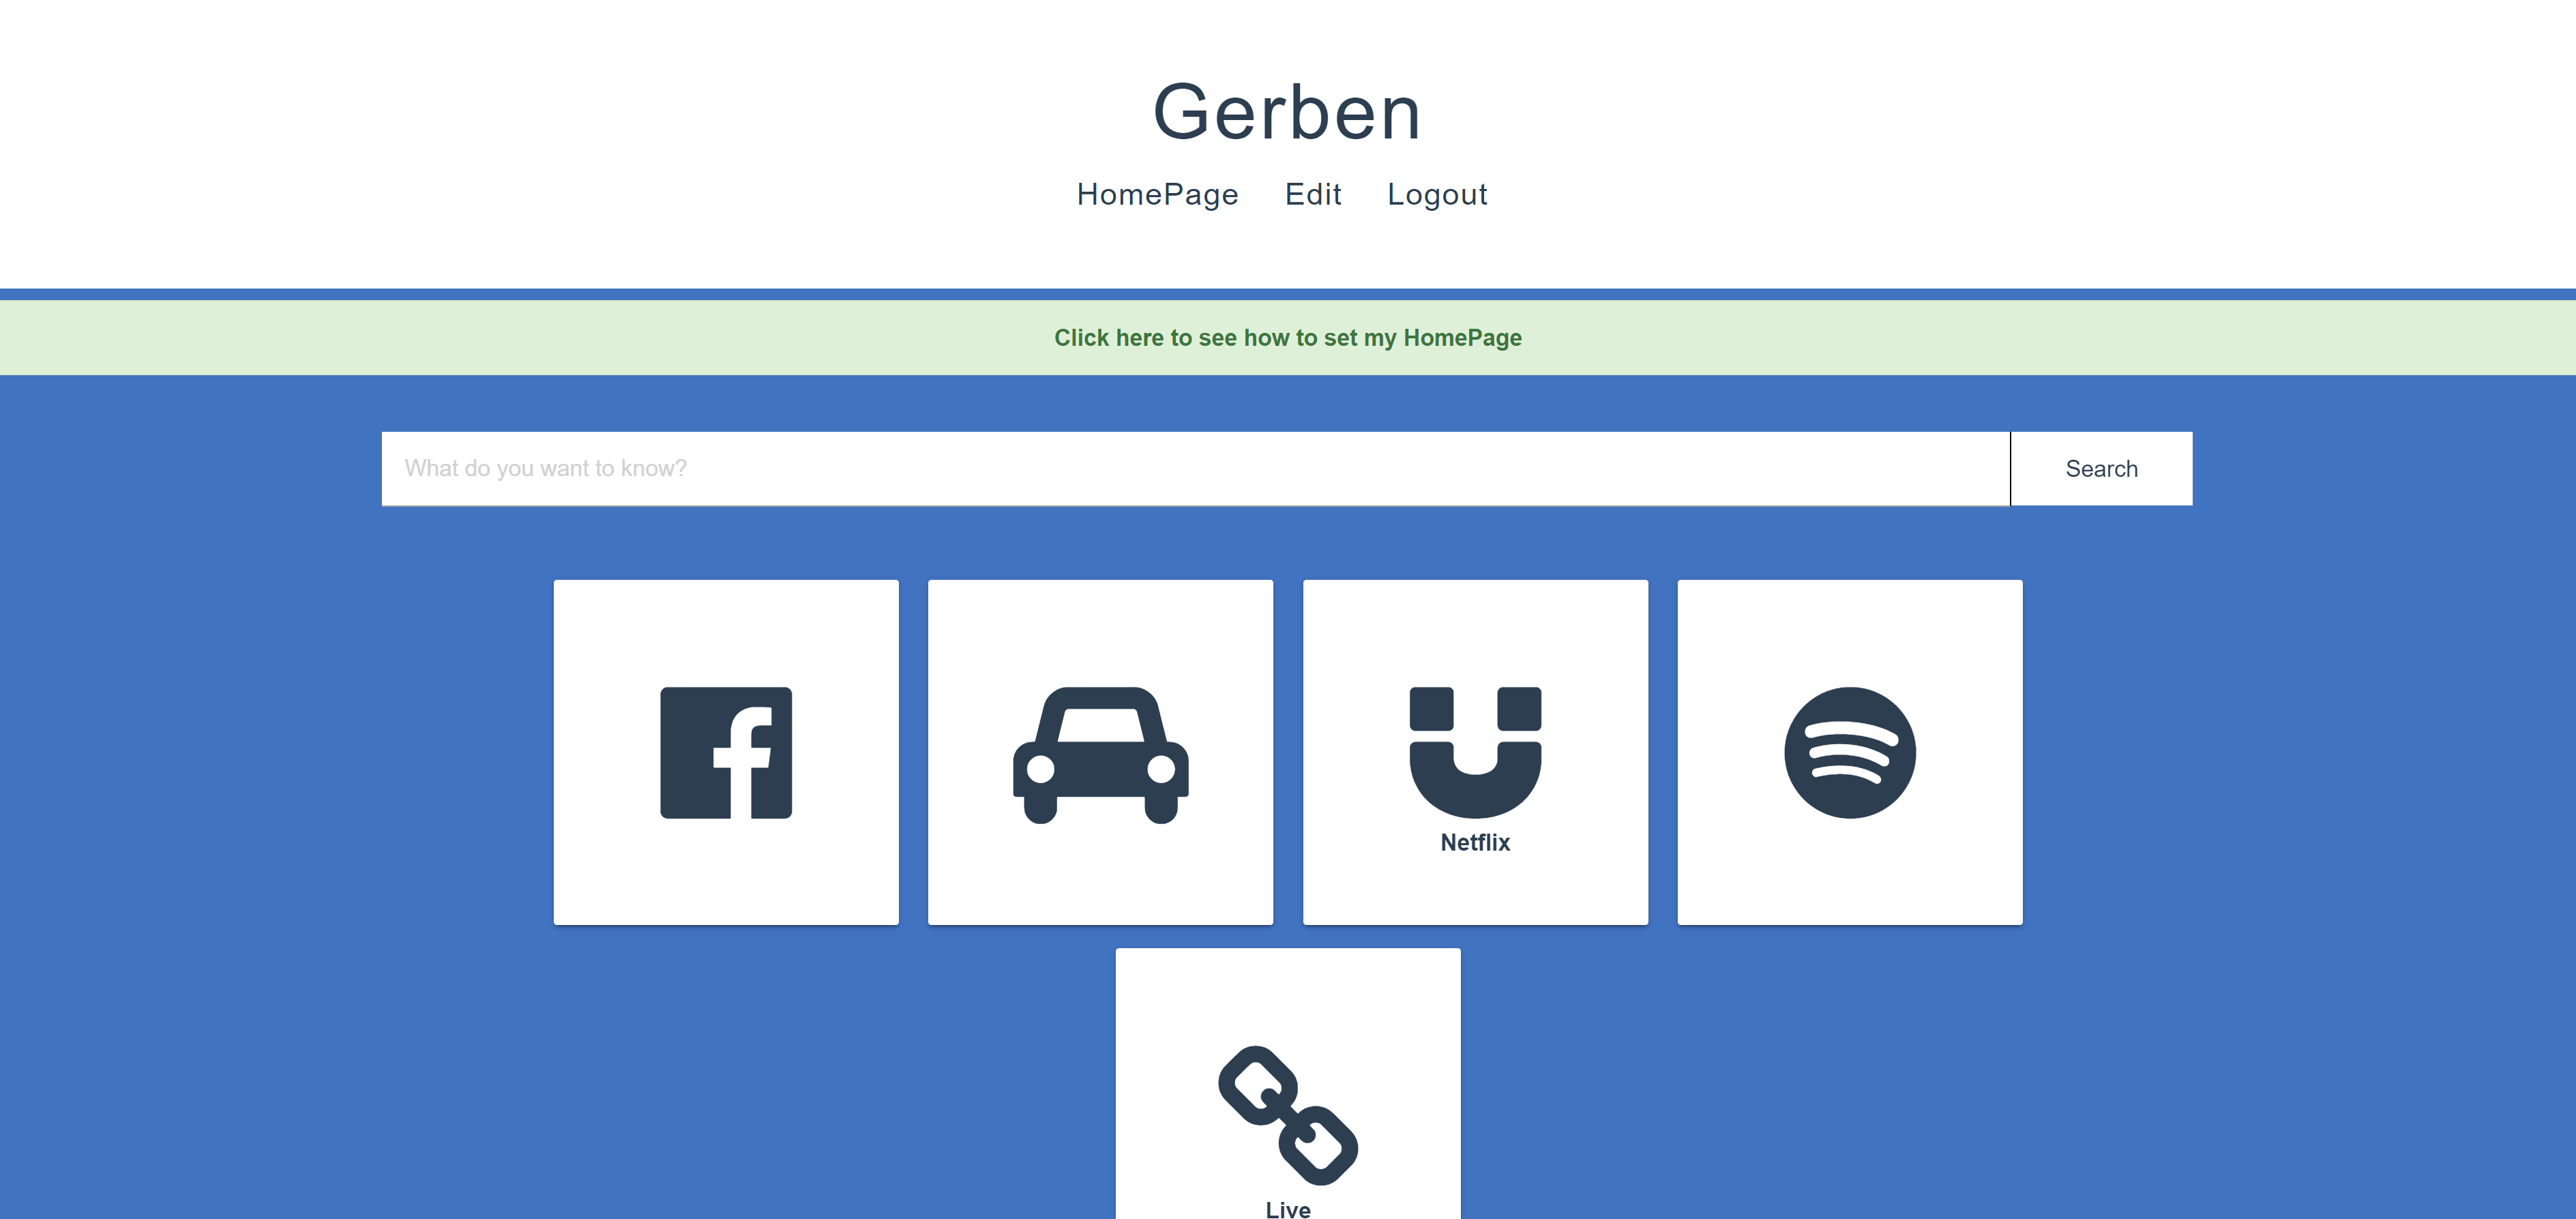 Gerben
HomePage Edit Logout
Click here to see how to set my HomePage
What do you want to know?
Search
Netflix
Live